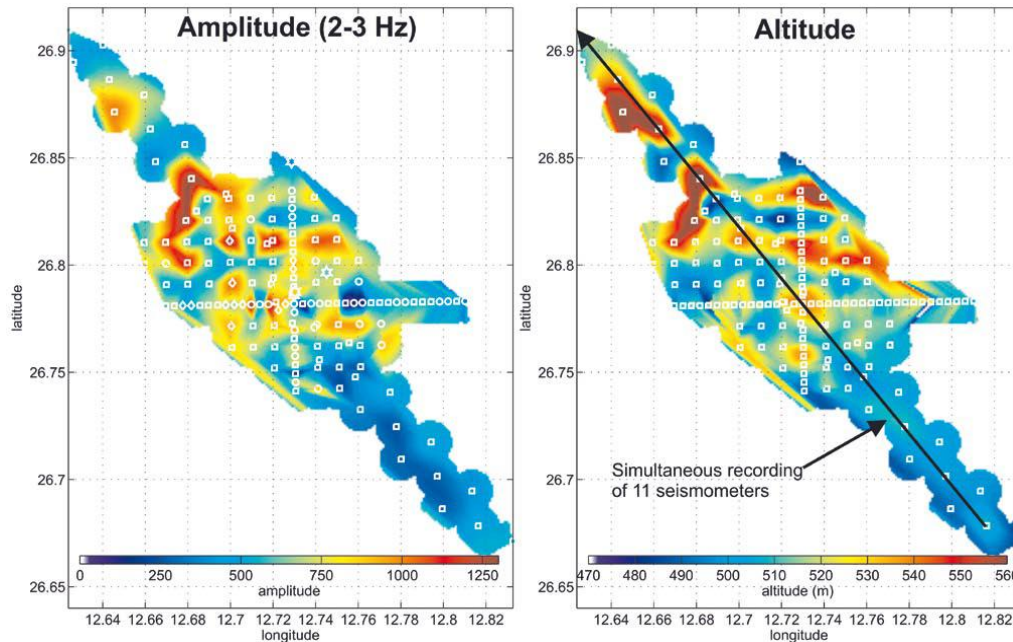 Amplitude (2-3 Hz)
26.9
26.85
26.8
26.75
26.7
26.65
latitude
0 250 500 750 1000 1250
amplitude
12.64 12.66 12.68 12.7 12.72 12.74 12.76 12.78 12.8 12.82
longitude
Altitude
26.9
26.85
26.8
26.75
26.7
26.65
latitude
Simultaneous recording
of 11 seismometers
470 480 490 500 510 520 530 540 550 560
altitude (m)
12.64 12.66 12.68 12.7 12.72 12.74 12.76 12.78 12.8 12.82
longitude